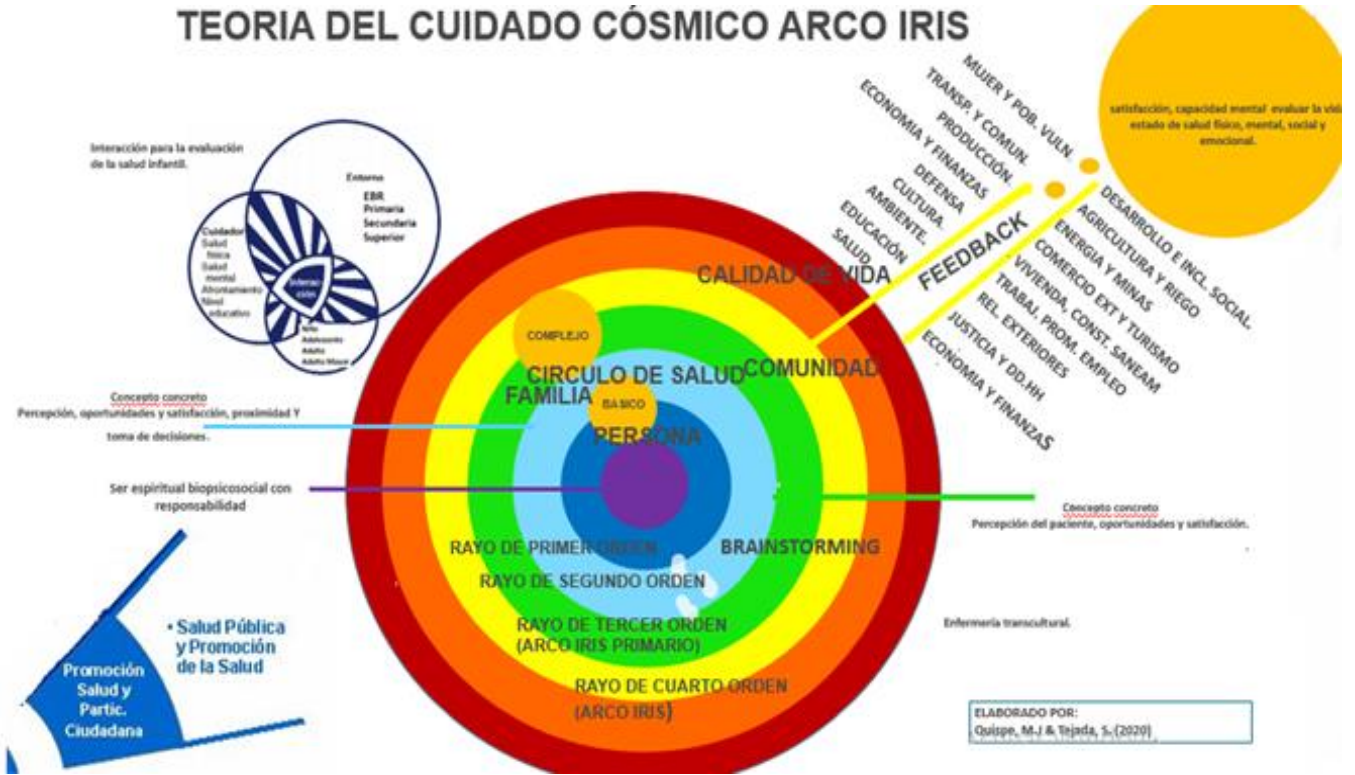 TEORIA DEL CUIDADO CÓSMICO ARCO IRIS
Interacción para la evaluación
de la salud infantil.
Entorno
EBR
Primaria
Secundaria
Superior
Cuidador
Salud
física
Salud
mental
Afrontamiento
Nivel
educativo
Interac
ción
Niño
Adolescente
Adulto
Adulto Mayor
Concepto concreto
Percepción, oportunidades y satisfacción, proximidad Y
toma de decisiones.
Ser espiritual biopsicosocial con
responsabilidad
• Salud Pública
y Promoción
de la Salud
Promoción
Salud y
Partic.
Ciudadana
CALIDAD DE VIDA
COMPLEJO
CIRCULO DE SALUD
COMUNIDAD
FAMILIA
BASICO
PERSONA
RAYO DE PRIMER ORDEN
BRAINSTORMING
RAYO DE SEGUNDO ORDEN
RAYO DE TERCER ORDEN
(ARCO IRIS PRIMARIO)
RAYO DE CUARTO ORDEN
(ARCO IRIS)
MUJER Y POB. VULN.
TRANSP. Y COMUN.
PRODUCCIÓN.
ECONOMIA Y FINANZAS
DEFENSA
CULTURA
AMBIENTE.
EDUCACIÓN
SALUD
FEEDBACK
DESARROLLO E INCL. SOCIAL.
AGRICULTURA Y RIEGO
ENERGIA Y MINAS
COMERCIO EXT Y TURISMO
VIVIENDA, CONST. SANEAM
TRABAJ. PROM. EMPLEO
REL. EXTERIORES
JUSTICIA Y DD.HH
ECONOMIA Y FINANZAS
satisfacción, capacidad mental evaluar la vida
estado de salud físico, mental, social y
emocional.
Concepto concreto
Percepción del paciente, oportunidades y satisfacción.
Enfermería transcultural.
ELABORADO POR:
Quispe, M.J & Tejada, S. (2020)